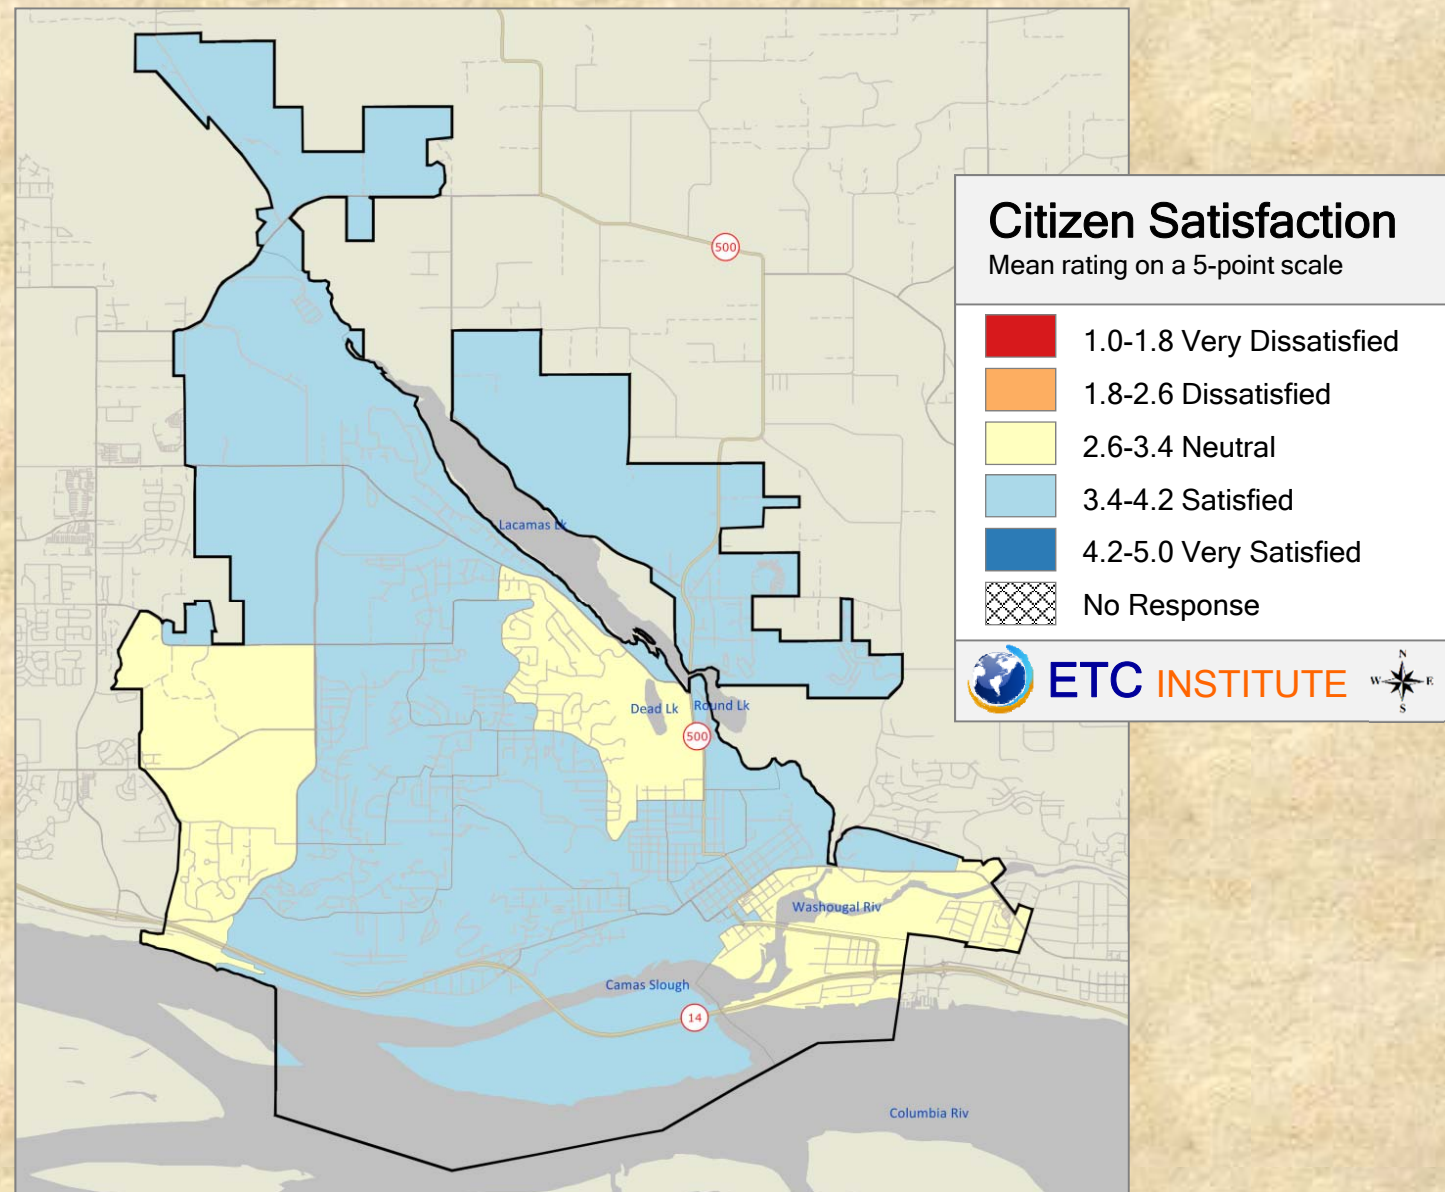 500
Citizen Satisfaction
Mean rating on a 5-point scale
1.0-1.8 Very Dissatisfied
1.8-2.6 Dissatisfied
2.6-3.4 Neutral
3.4-4.2 Satisfied
4.2-5.0 Very Satisfied
No Response
ETC INSTITUTE
N
W
E
S
Lacamas Lk
Dead Lk
Round Lk
500
Washougal Riv
Camas Slough
14
Columbia Riv